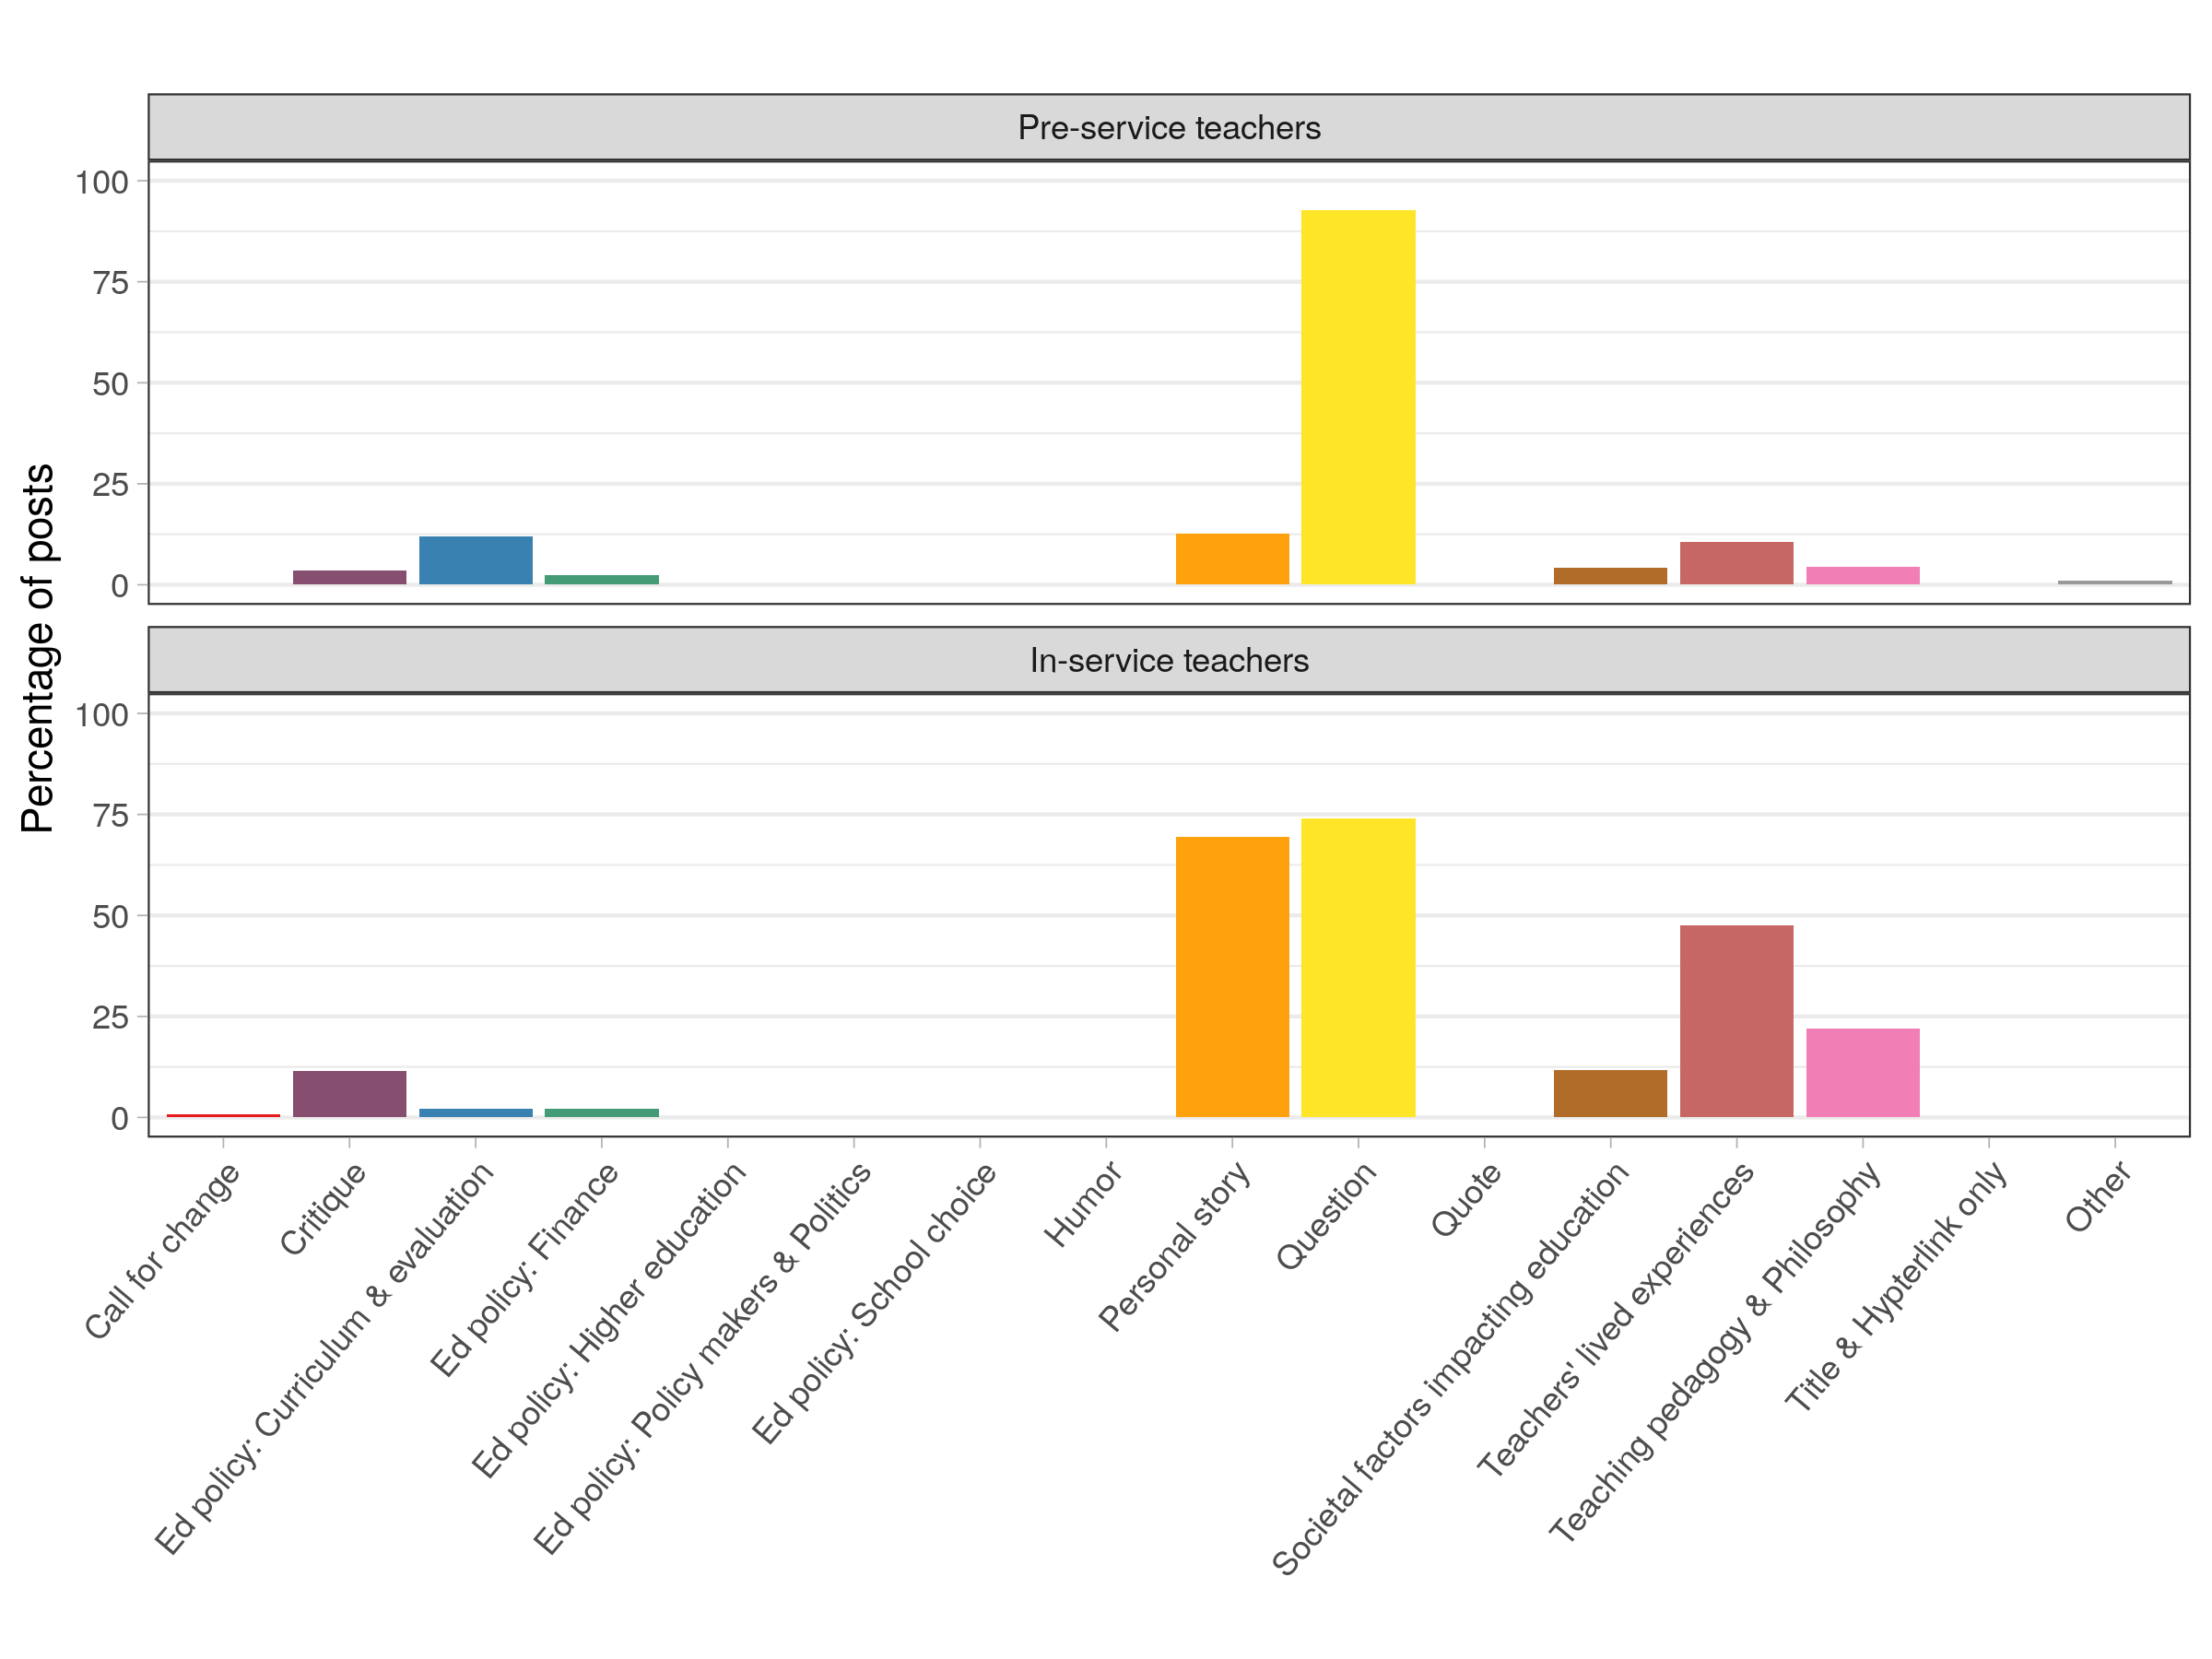 Percentage of posts
Pre-service teachers
100
75
50
25
0
In-service teachers
100
75
50
25
0
Call for change
Critique
Ed policy: Curriculum & evaluation
Ed policy: Finance
Ed policy: Higher education
Ed policy: Policy makers & Politics
Ed policy: School choice
Humor
Personal story
Question
Quote
Societal factors impacting education
Teachers' lived experiences
Teaching pedagogy & Philosophy
Title & Hypterlink only
Other